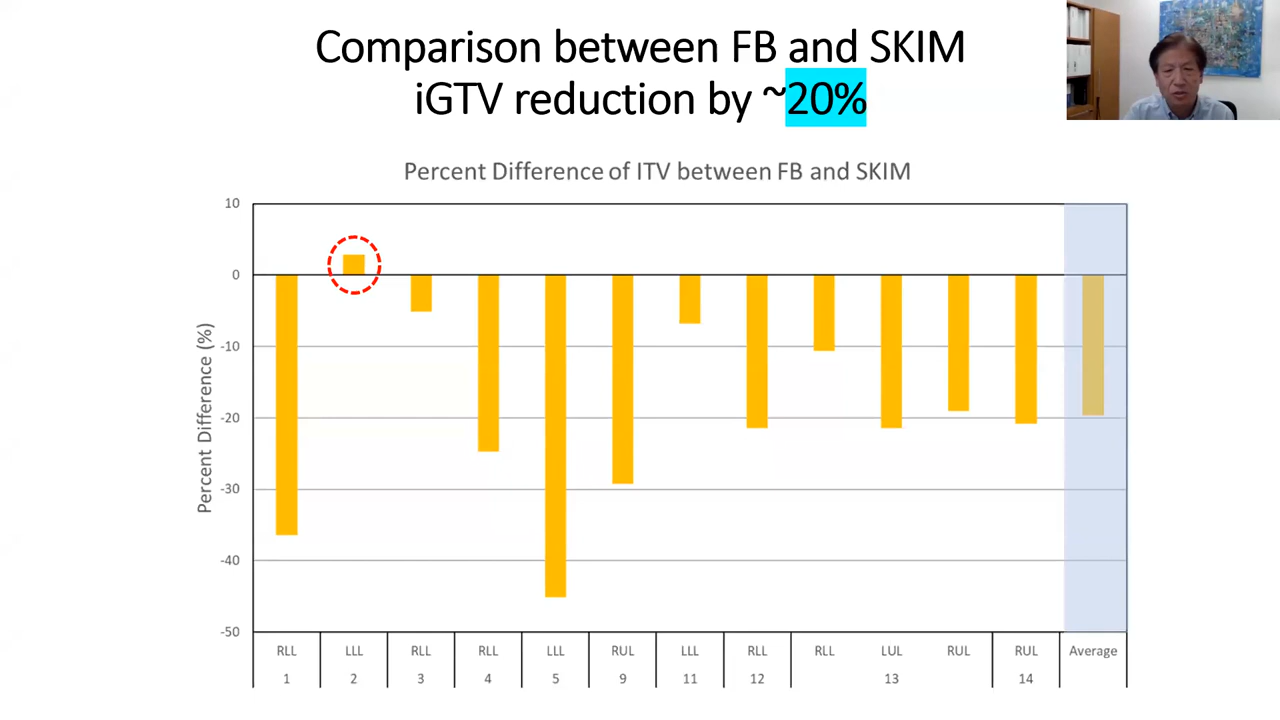 Comparison between FB and SKIM
iGTV reduction by ~20%
Percent Difference of ITV between FB and SKIM
Percent Difference (%)
10
0
-10
-20
-30
-40
-50
RLL LLL RLL RLL LLL RUL LLL RLL RLL LUL RUL RUL Average
1 2 3 4 5 9 11 12 13 14